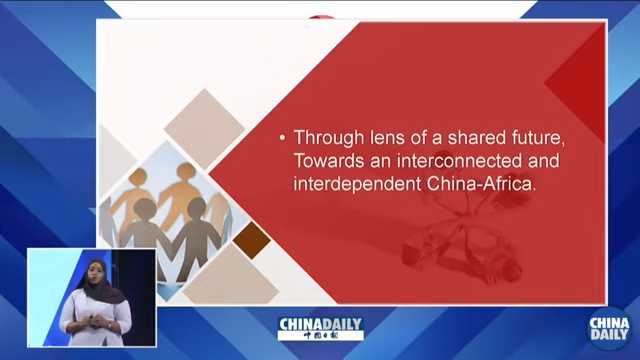 • Through lens of a shared future,
Towards an interconnected and
interdependent China-Africa.
CHINADAILY
中国日报
CHINA
DAILY